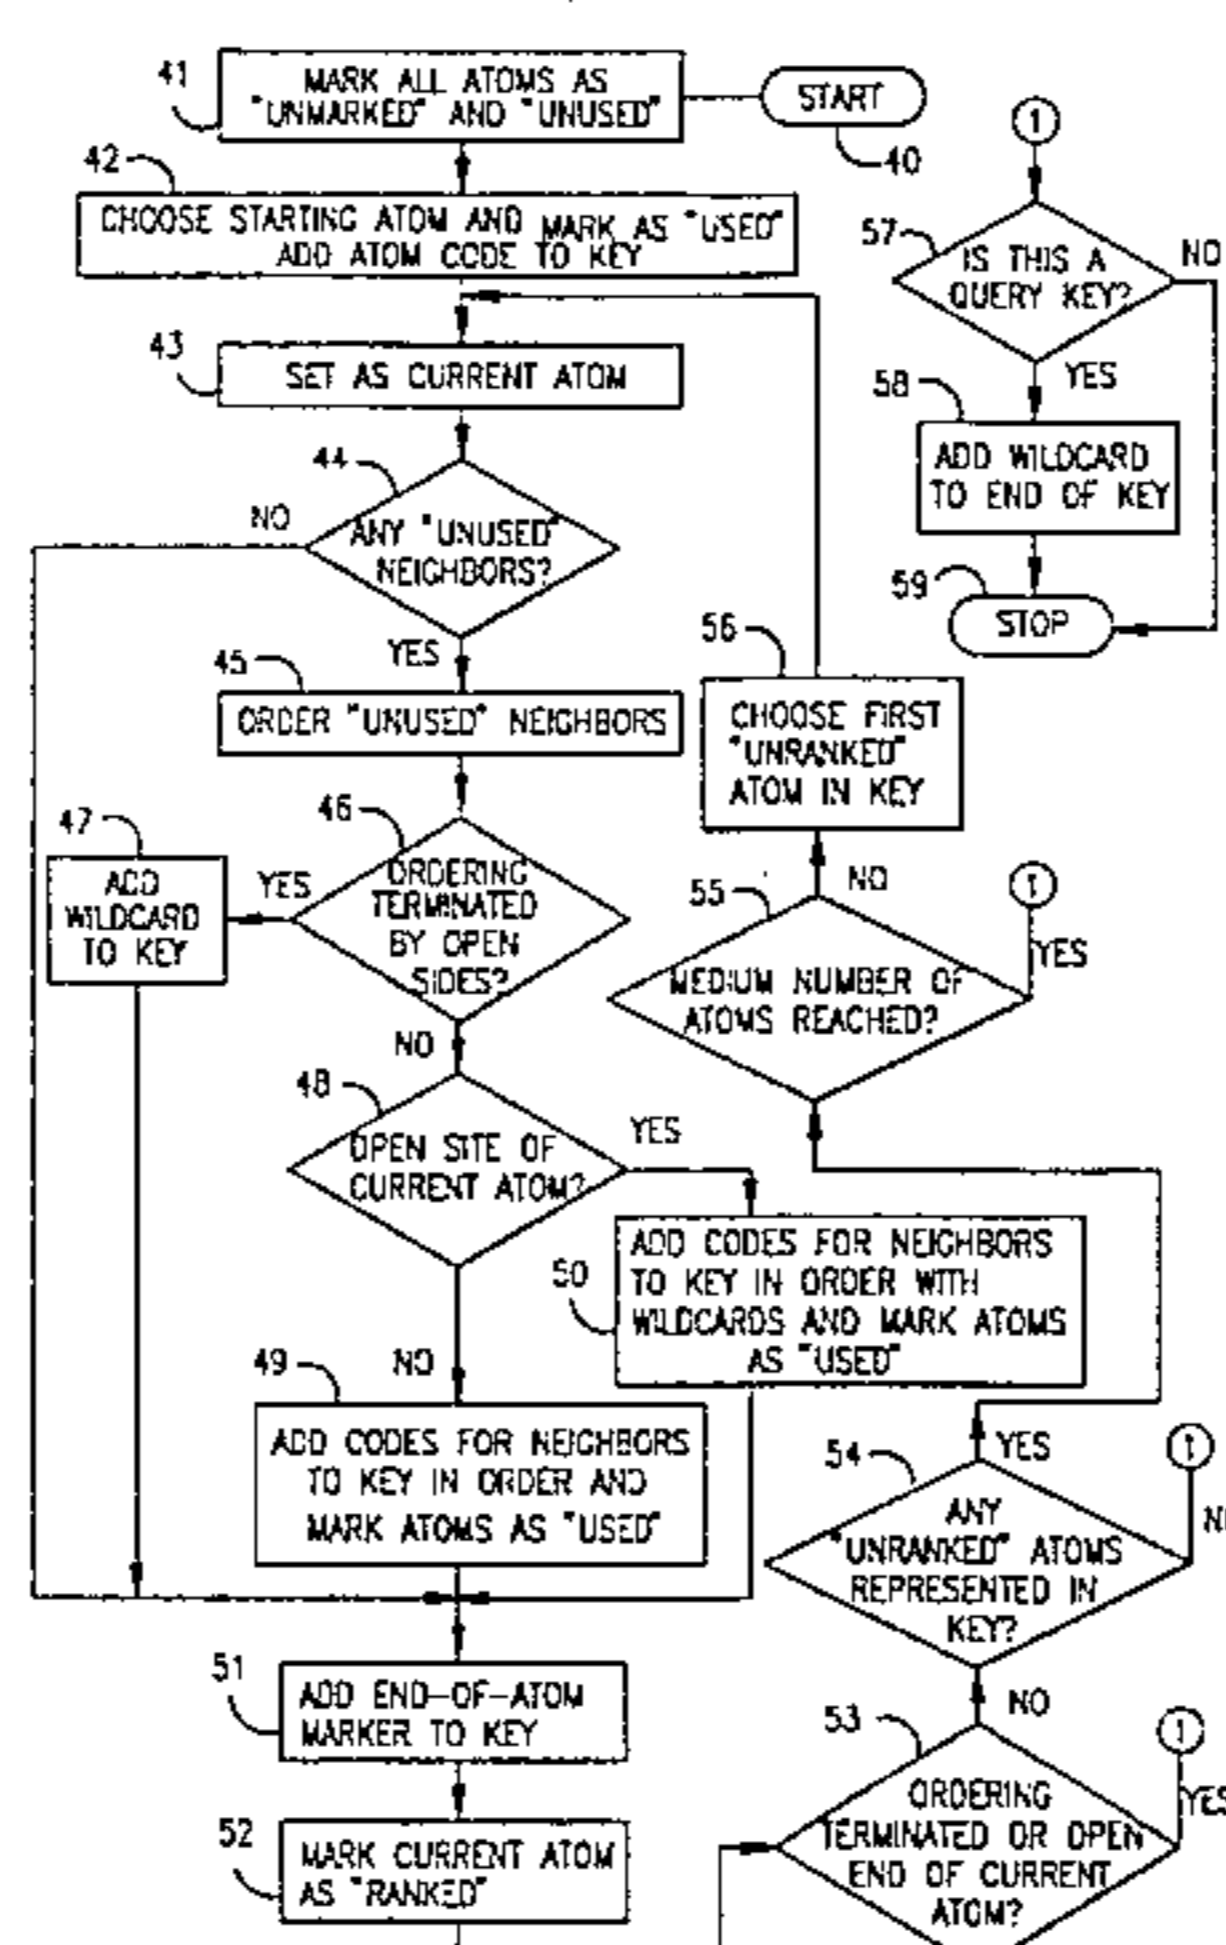 41
MARK ALL ATOMS AS
"UNMARKED" AND "UNUSED"
START
40
42
CHOOSE STARTING ATOM AND MARK AS "USED"
ADD ATOM CODE TO KEY
43
SET AS CURRENT ATOM
44
ANY "UNUSED"
NEIGHBORS?
NO
YES
45
ORDER "UNUSED" NEIGHBORS
46
ORDERING
TERMINATED
BY OPEN
SIDES?
YES
47
ADD
WILDCARD
TO KEY
NO
48
OPEN SITE OF
CURRENT ATOM?
YES
NO
49
ADD CODES FOR NEIGHBORS
TO KEY IN ORDER AND
MARK ATOMS AS "USED"
50
ADD CODES FOR NEIGHBORS
TO KEY IN ORDER WITH
WILDCARDS AND MARK ATOMS
AS "USED"
51
ADD END-OF-ATOM
MARKER TO KEY
52
MARK CURRENT ATOM
AS "RANKED"
53
ORDERING
TERMINATED OR OPEN
END OF CURRENT
ATOM?
YES
1
NO
54
ANY
"UNRANKED" ATOMS
REPRESENTED IN
KEY?
YES
1
55
MEDIUM NUMBER OF
ATOMS REACHED?
YES
1
NO
56
CHOOSE FIRST
"UNRANKED"
ATOM IN KEY
1
57
IS THIS A
QUERY KEY?
NO
YES
58
ADD WILDCARD
TO END OF KEY
59
STOP